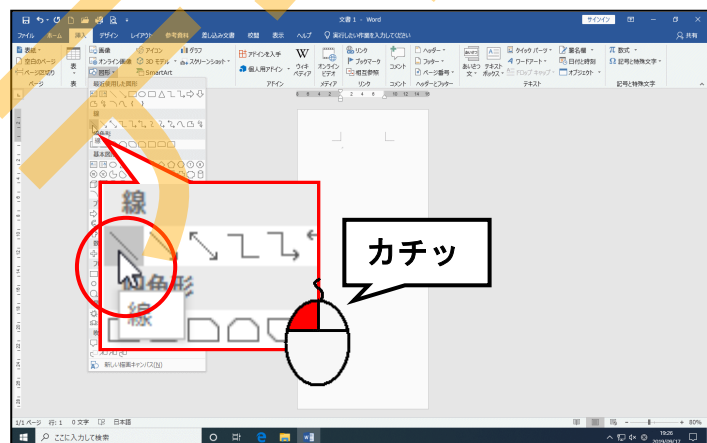 文書 1 - Word
サインイン
ファイル ホーム 挿入 デザイン レイアウト 参考資料 差し込み文書 校閲 表示 ヘルプ 実行したい作業を入力してください 共有
表紙
空白のページ
ページ区切り
ページ
表
表
画像
オンライン画像
図形
アイコン
3D モデル
SmartArt
グラフ
スクリーンショット
アドインを入手
個人用アドイン
アドイン
ウィキペディア
オンライン ビデオ
メディア
リンク
ブックマーク
相互参照
リンク
コメント
コメント
ヘッダー
フッター
ページ番号
ヘッダーとフッター
あいさつ文
テキスト ボックス
クイック パーツ
ワードアート
ドロップ キャップ
署名欄
日付と時刻
オブジェクト
テキスト
数式
記号と特殊文字
記号と特殊文字
最近使用した図形
線
線
基本図形
線
四角形
線
カチッ
新しい描画キャンバス(N)
1/1 ページ 行: 1 0 文字 日本語
80%
ここに入力して検索
19:26
2019/09/17